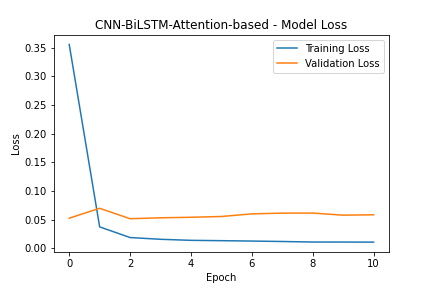 CNN-BiLSTM-Attention-based - Model Loss
Training Loss
Validation Loss
0.35
0.30
0.25
0.20
0.15
0.10
0.05
0.00
Loss
0 2 4 6 8 10
Epoch